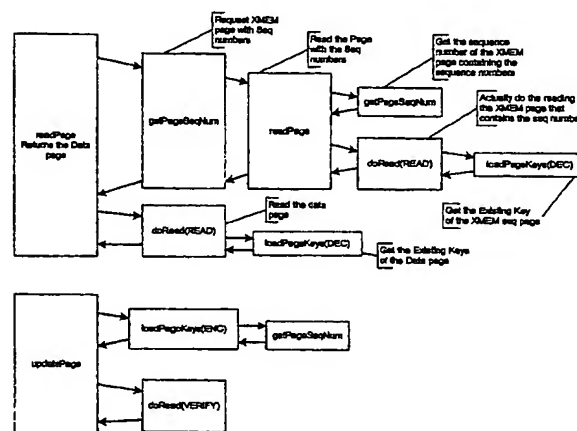 Request XMEM
page with Seq
numbers
Read the Page
with the Seq
numbers
Get the sequence
number of the XMEM
page containing the
sequence numbers
Actually do the reading
the XMEM page that
contains the seq numbe
readPage
Returns the Data
page
getPageSeqNum
readPage
getPageSeqNum
doRead(READ)
loadPageKeys(DEC)
Get the Existing Key
of the XMEM seq page
Read the data
page
doRead(READ)
loadPageKeys(DEC)
Get the Existing Keys
of the Data page
updatePage
loadPageKeys(ENC)
getPageSeqNum
doRead(VERIFY)